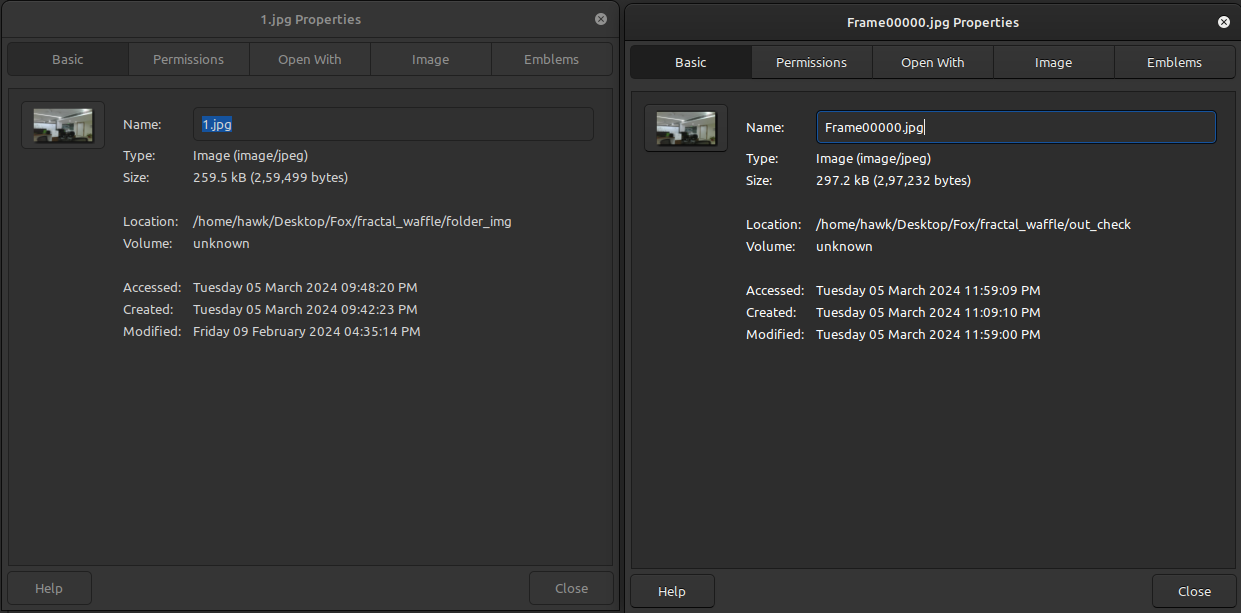 1.jpg Properties
Basic Permissions Open With Image Emblems
Name: 1.jpg
Type: Image (image/jpeg)
Size: 259.5 kB (2,59,499 bytes)
Location: /home/hawk/Desktop/Fox/fractal_waffle/folder_img
Volume: unknown
Accessed: Tuesday 05 March 2024 09:48:20 PM
Created: Tuesday 05 March 2024 09:42:23 PM
Modified: Friday 09 February 2024 04:35:14 PM
Help Close
Frame00000.jpg Properties
Basic Permissions Open With Image Emblems
Name: Frame00000.jpg
Type: Image (image/jpeg)
Size: 297.2 kB (2,97,232 bytes)
Location: /home/hawk/Desktop/Fox/fractal_waffle/out_check
Volume: unknown
Accessed: Tuesday 05 March 2024 11:59:09 PM
Created: Tuesday 05 March 2024 11:09:10 PM
Modified: Tuesday 05 March 2024 11:59:00 PM
Help Close